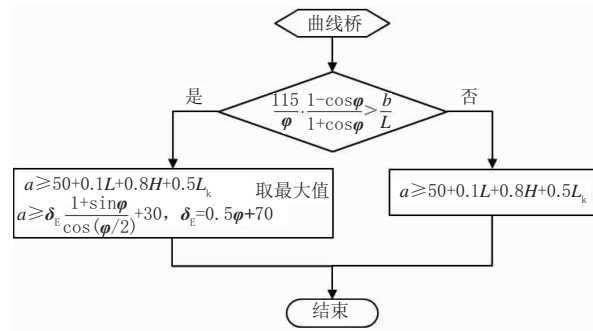 曲线桥
是
115/φ·(1-cosφ)/(1+cosφ)>b/L
否
a≥50+0.1L+0.8H+0.5Lₖ
取最大值
a≥δ_E (1+sinφ)/cos(φ/2)+30，δ_E=0.5φ+70
a≥50+0.1L+0.8H+0.5Lₖ
结束